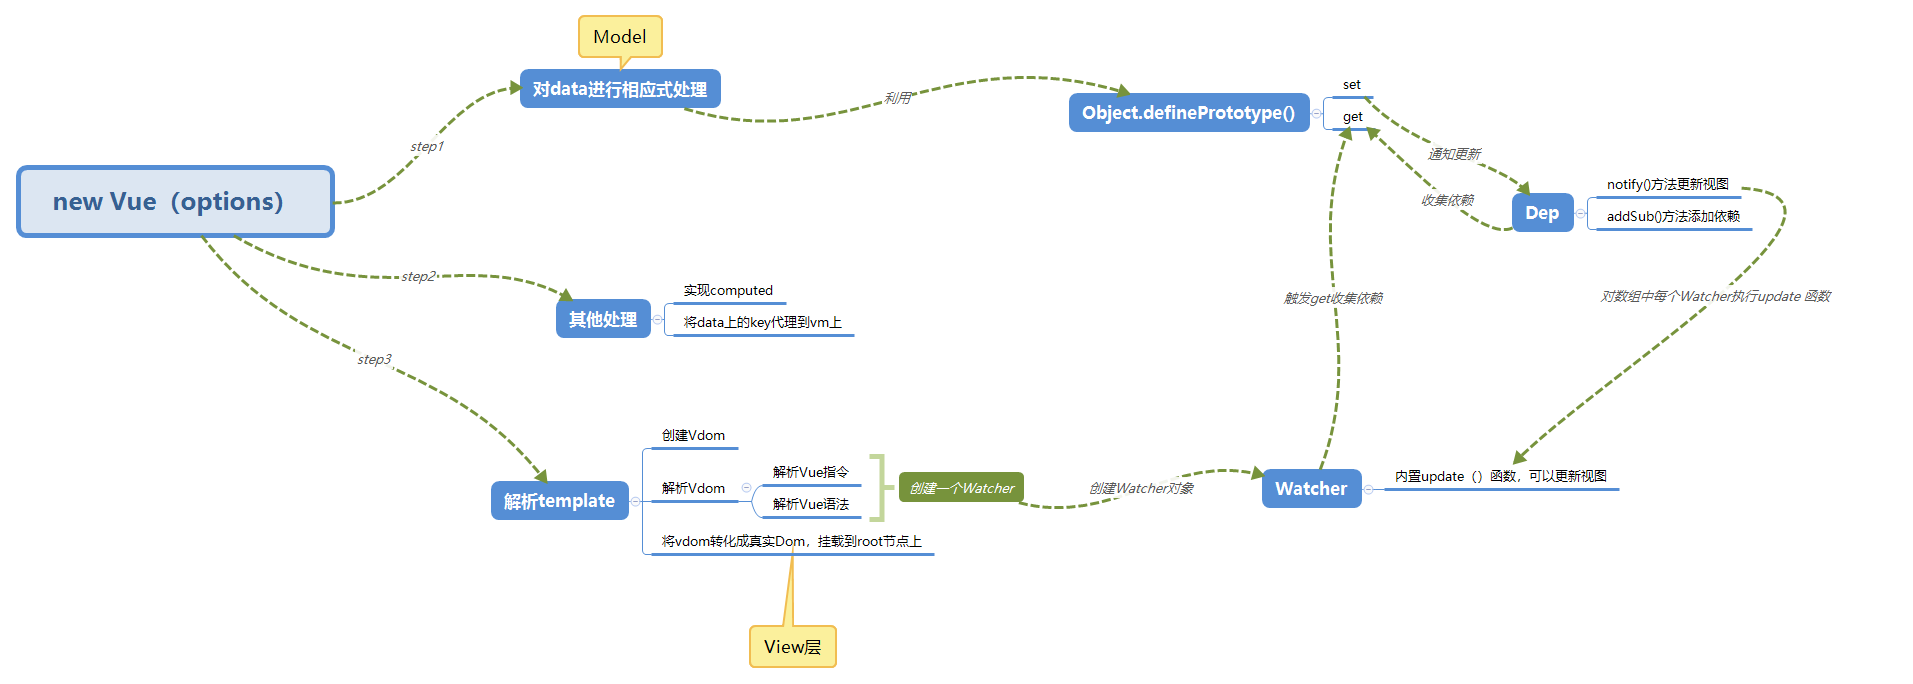 Model
对data进行相应式处理
利用
Object.definePrototype()
set
get
step1
通知更新
new Vue（options）
收集依赖
Dep
notify()方法更新视图
addSub()方法添加依赖
step2
其他处理
实现computed
将data上的key代理到vm上
触发get收集依赖
对数组中每个Watcher执行update 函数
step3
解析template
创建Vdom
解析Vdom
解析Vue指令
解析Vue语法
将vdom转化成真实Dom，挂载到root节点上
创建一个Watcher
创建Watcher对象
Watcher
内置update（）函数，可以更新视图
View层